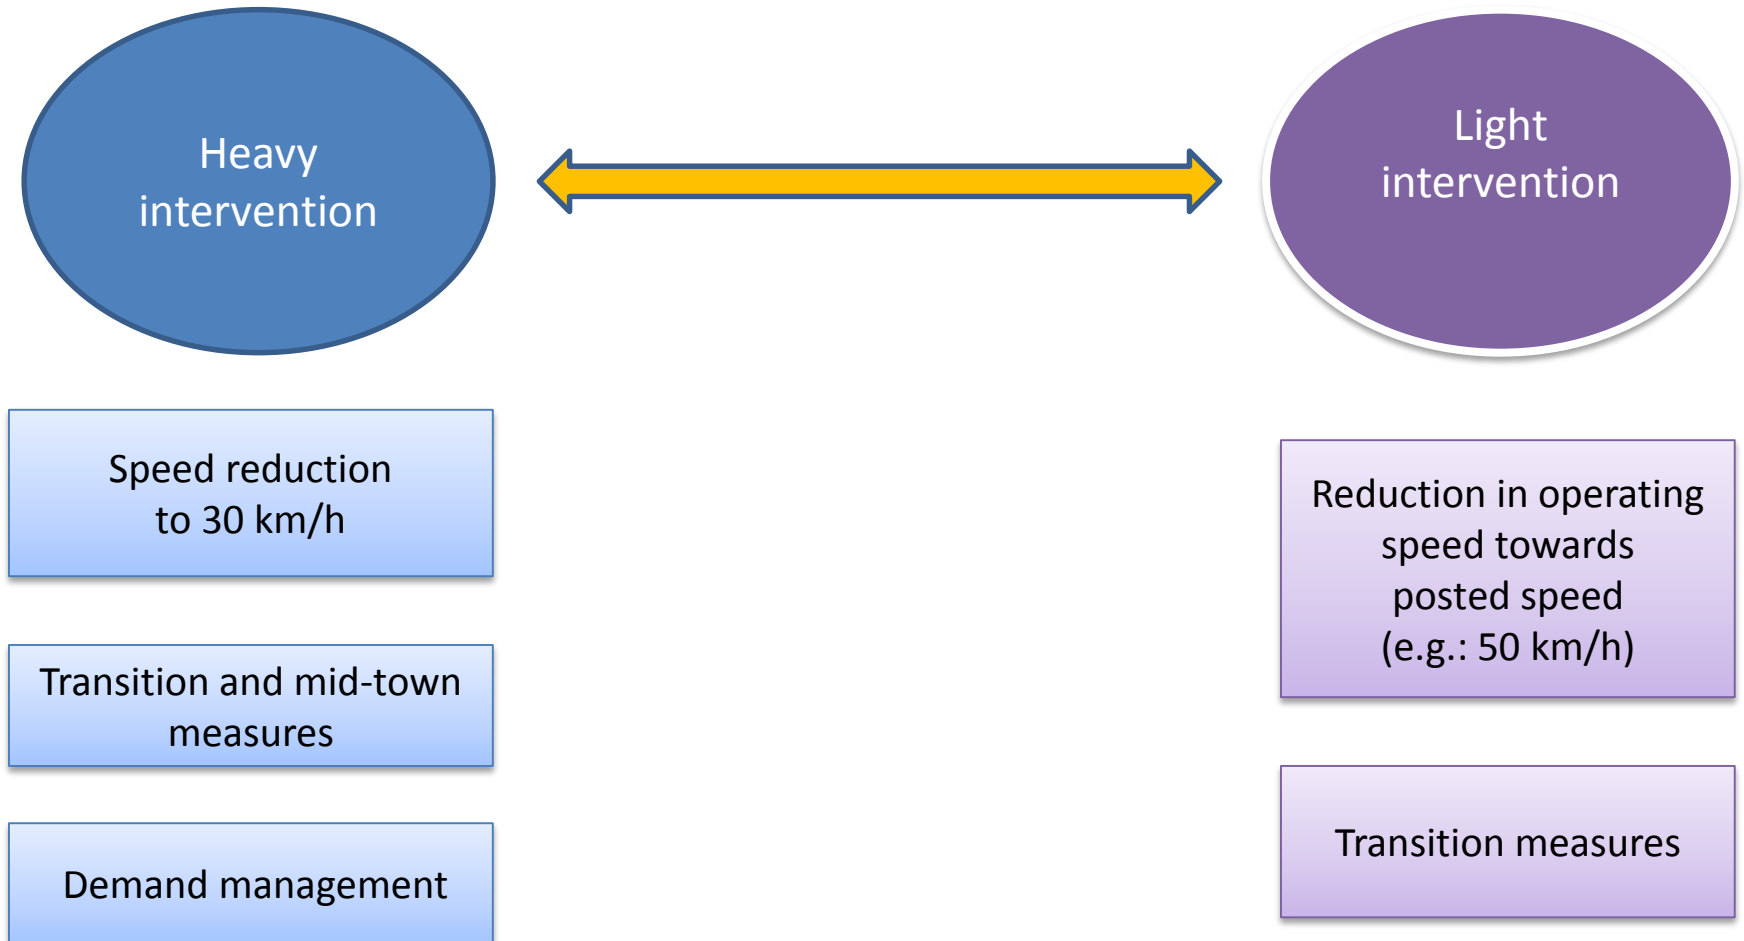 Heavy
intervention
Light
intervention
Speed reduction
to 30 km/h
Transition and mid-town
measures
Demand management
Reduction in operating
speed towards
posted speed
(e.g.: 50 km/h)
Transition measures